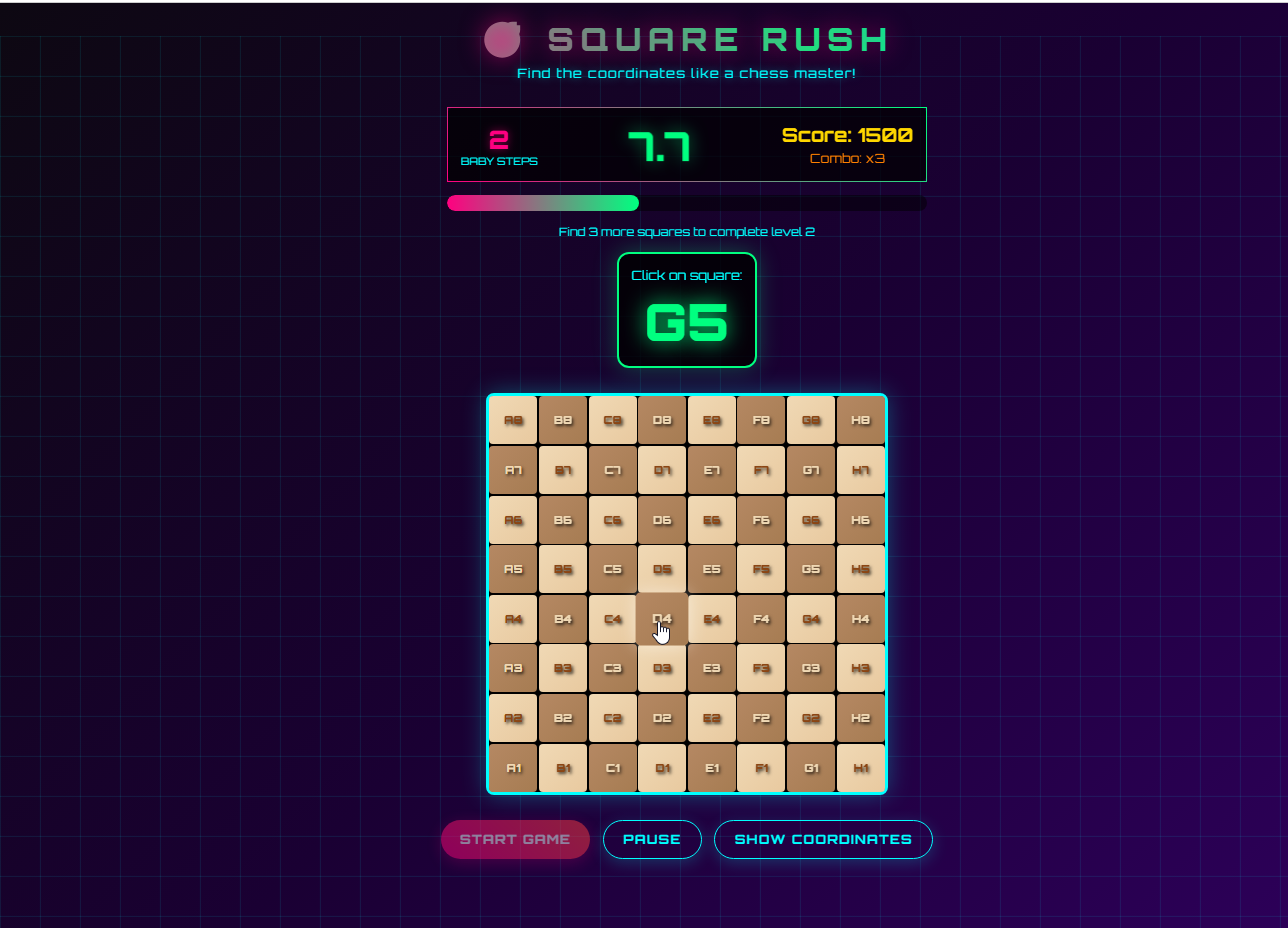 SQUARE RUSH
Find the coordinates like a chess master!
2
BABY STEPS
7.7
Score: 1500
Combo: x3
Find 3 more squares to complete level 2
Click on square:
G5
A8 B8 C8 D8 E8 F8 G8 H8
A7 B7 C7 D7 E7 F7 G7 H7
A6 B6 C6 D6 E6 F6 G6 H6
A5 B5 C5 D5 E5 F5 G5 H5
A4 B4 C4 D4 E4 F4 G4 H4
A3 B3 C3 D3 E3 F3 G3 H3
A2 B2 C2 D2 E2 F2 G2 H2
A1 B1 C1 D1 E1 F1 G1 H1
START GAME PAUSE SHOW COORDINATES